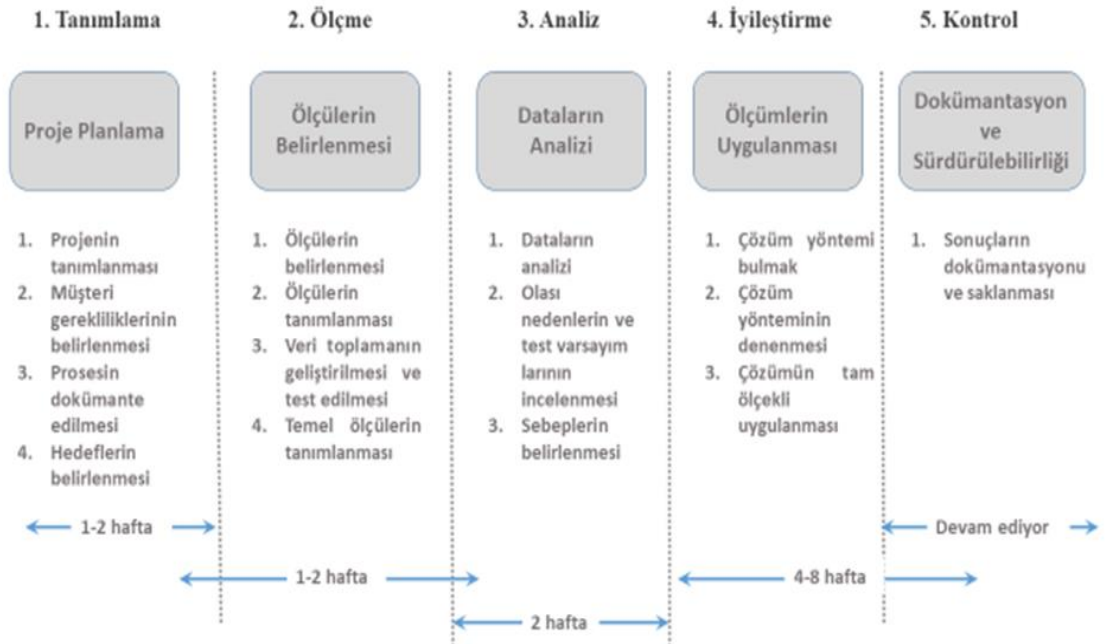 1. Tanımlama
2. Ölçme
3. Analiz
4. İyileştirme
5. Kontrol
Proje Planlama
Ölçülerin
Belirlenmesi
Dataların
Analizi
Ölçümlerin
Uygulanması
Dokümantasyon
ve
Sürdürülebilirliği
1. Projenin
tanımlanması
2. Müşteri
gerekliliklerinin
belirlenmesi
3. Prosesin
dokümante
edilmesi
4. Hedeflerin
belirlenmesi
1. Ölçülerin
belirlenmesi
2. Ölçülerin
tanımlanması
3. Veri toplamanın
geliştirilmesi ve
test edilmesi
4. Temel ölçülerin
tanımlanması
1. Dataların
analizi
2. Olası
nedenlerin ve
test varsayım
larının
incelenmesi
3. Sebeplerin
belirlenmesi
1. Çözüm yöntemi
bulmak
2. Çözüm
yönteminin
denenmesi
3. Çözümün tam
ölçekli
uygulanması
1. Sonuçların
dokümantasyonu
ve saklanması
1-2 hafta
Devam ediyor
1-2 hafta
4-8 hafta
2 hafta